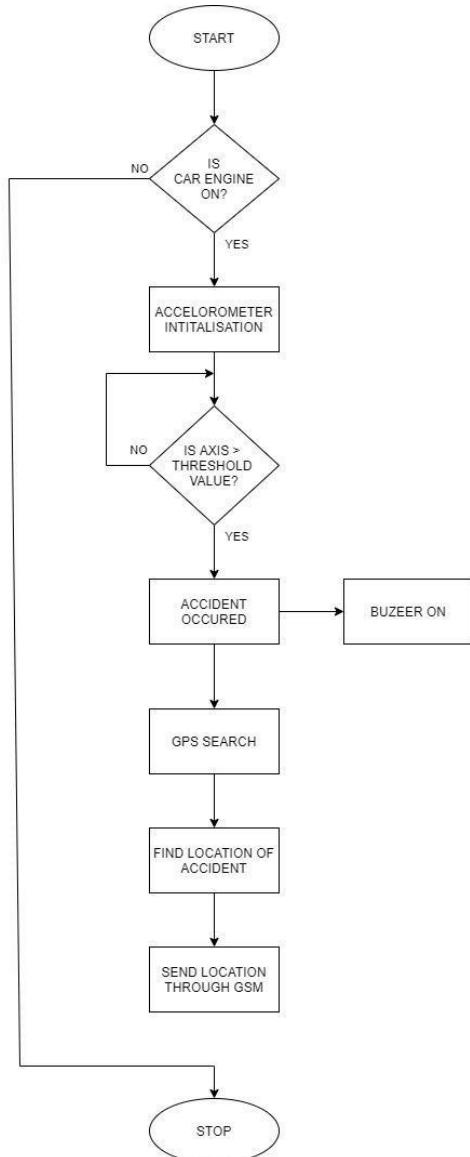 START
IS
CAR ENGINE
ON?
NO
YES
ACCELOROMETER
INTITALISATION
IS AXIS >
THRESHOLD
VALUE?
NO
YES
ACCIDENT
OCCURED
BUZEER ON
GPS SEARCH
FIND LOCATION OF
ACCIDENT
SEND LOCATION
THROUGH GSM
STOP